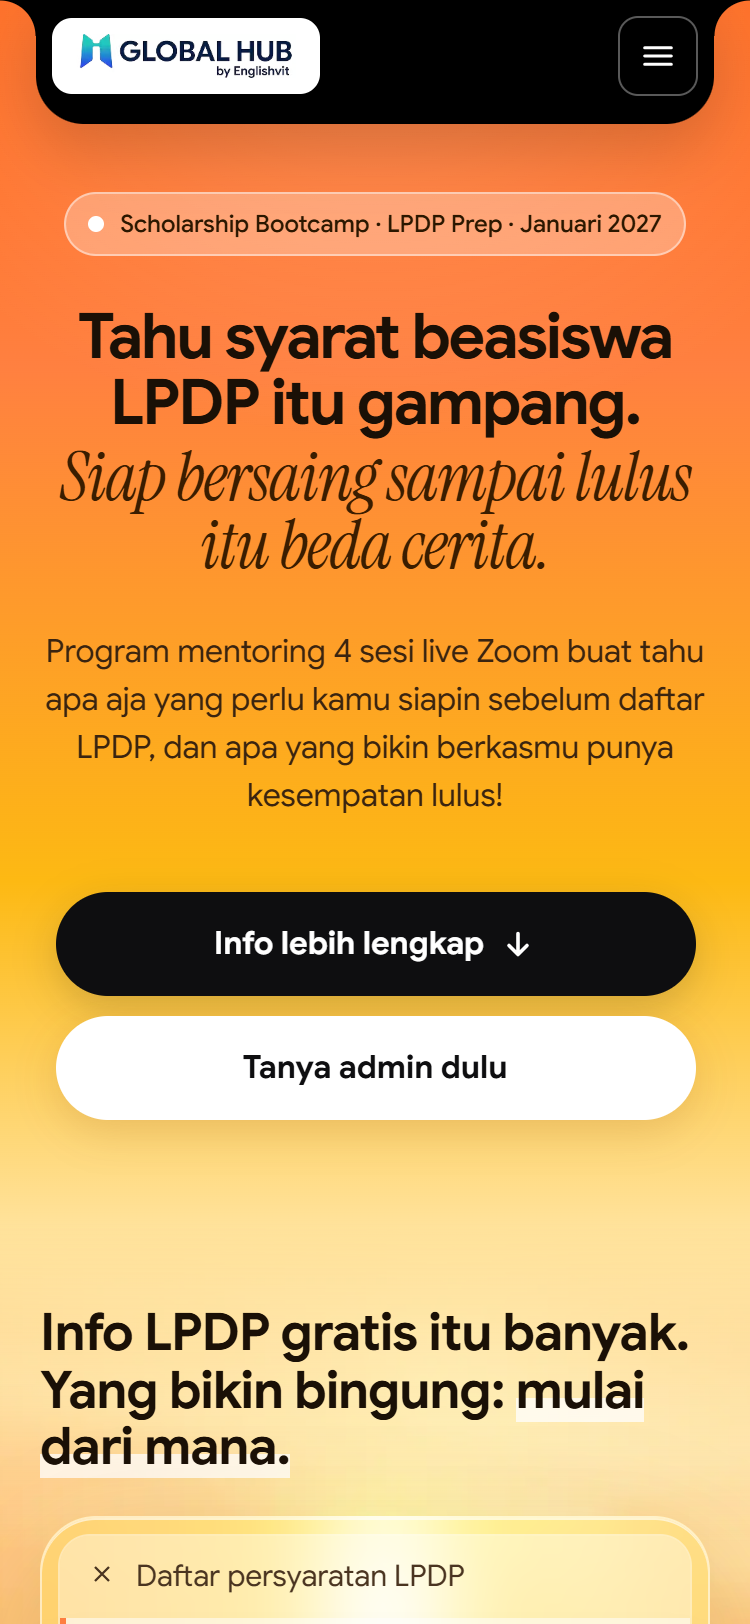 GLOBAL HUB
by Englishvit
Scholarship Bootcamp · LPDP Prep · Januari 2027
Tahu syarat beasiswa
LPDP itu gampang.
Siap bersaing sampai lulus
itu beda cerita.
Program mentoring 4 sesi live Zoom buat tahu
apa aja yang perlu kamu siapin sebelum daftar
LPDP, dan apa yang bikin berkasmu punya
kesempatan lulus!
Info lebih lengkap ↓
Tanya admin dulu
Info LPDP gratis itu banyak.
Yang bikin bingung: mulai
dari mana.
× Daftar persyaratan LPDP